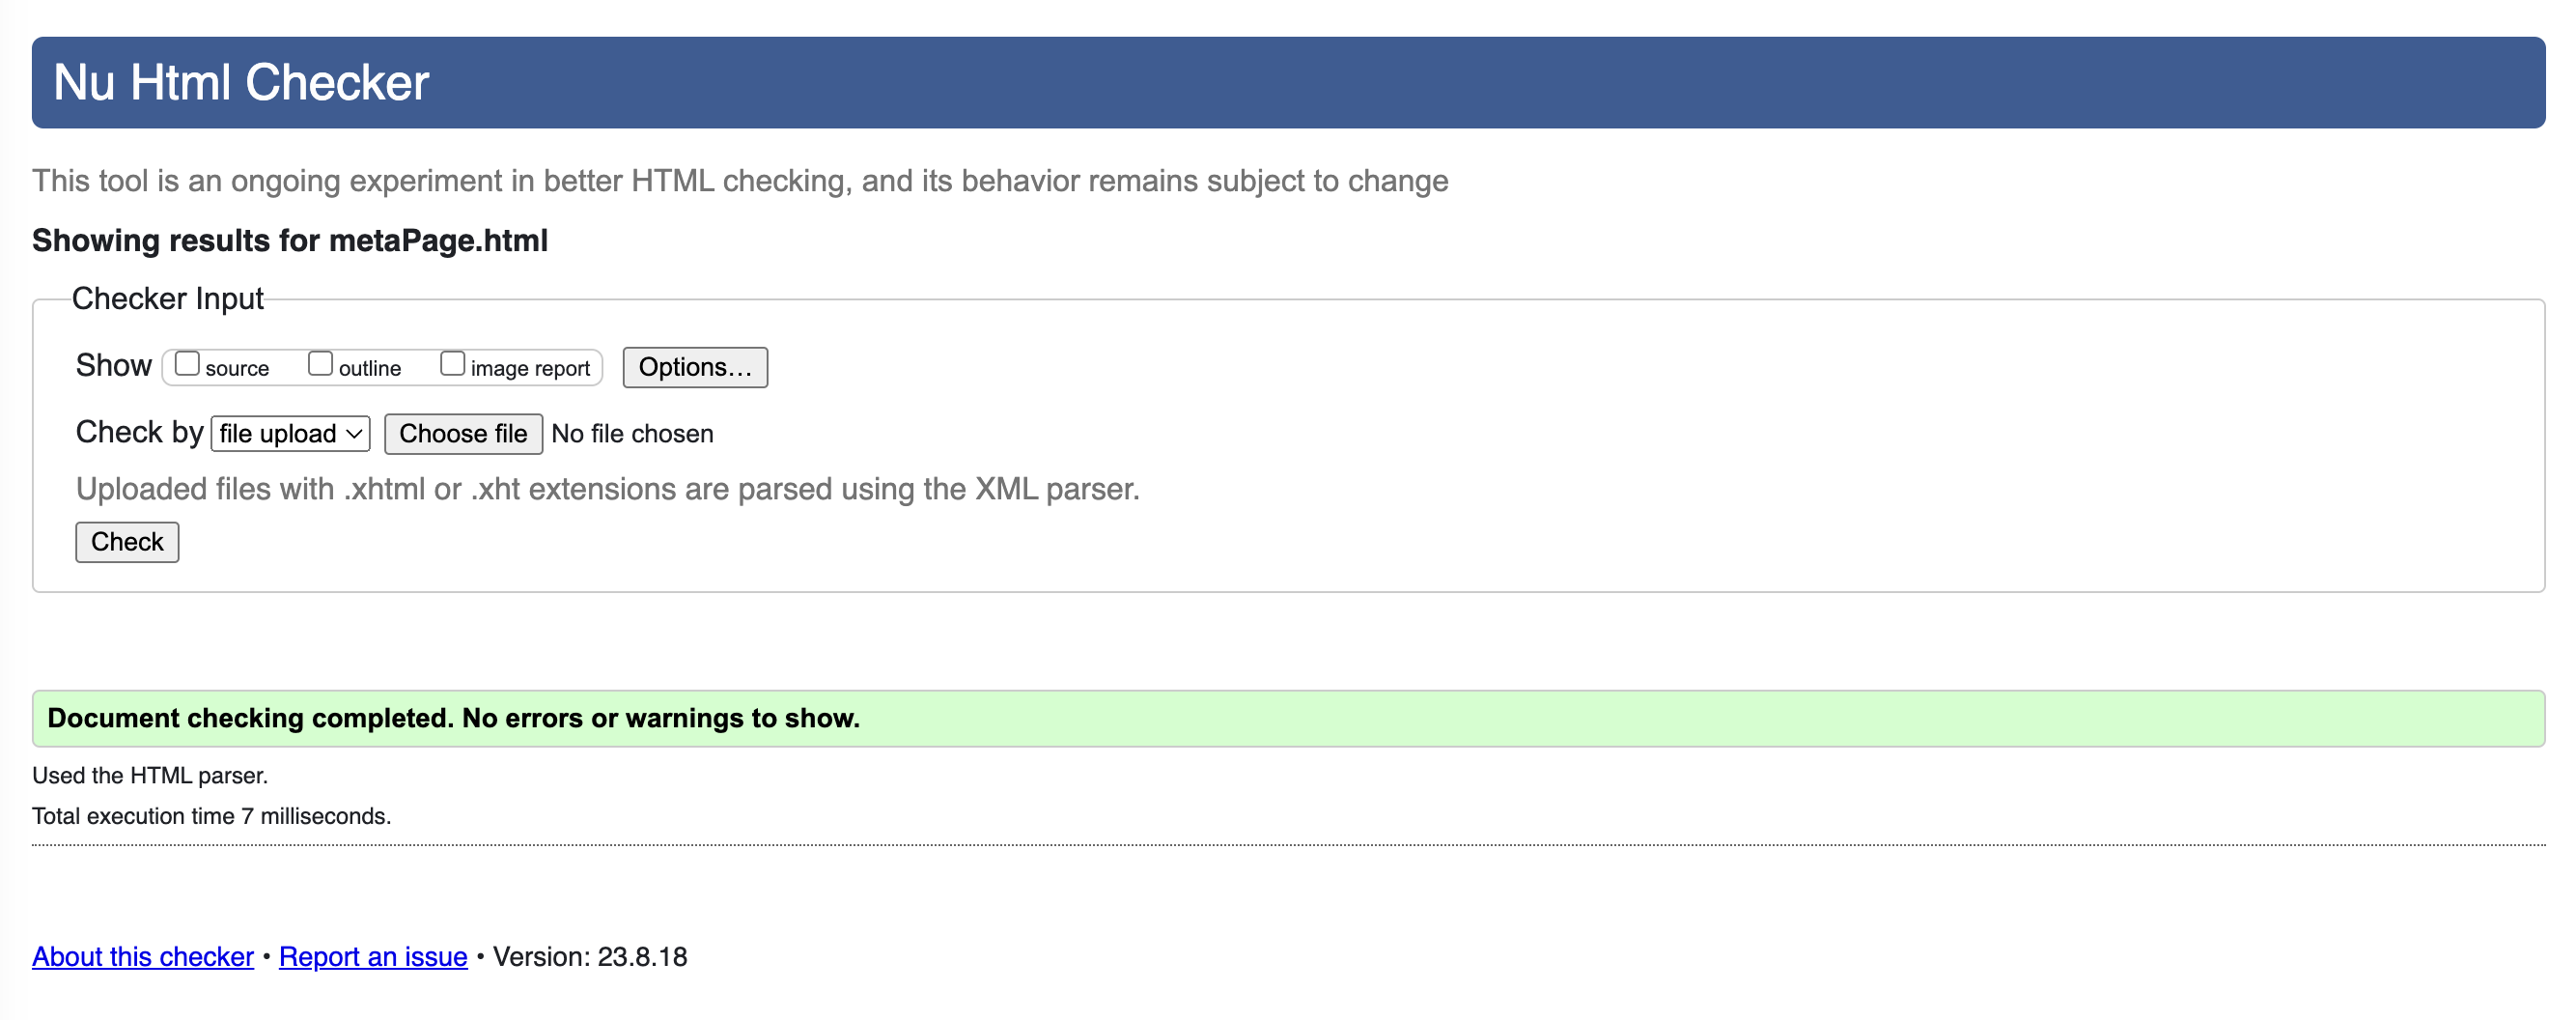 Nu Html Checker
This tool is an ongoing experiment in better HTML checking, and its behavior remains subject to change
Showing results for metaPage.html
Checker Input
Show source outline image report Options…
Check by file upload Choose file No file chosen
Uploaded files with .xhtml or .xht extensions are parsed using the XML parser.
Check
Document checking completed. No errors or warnings to show.
Used the HTML parser.
Total execution time 7 milliseconds.
About this checker • Report an issue • Version: 23.8.18